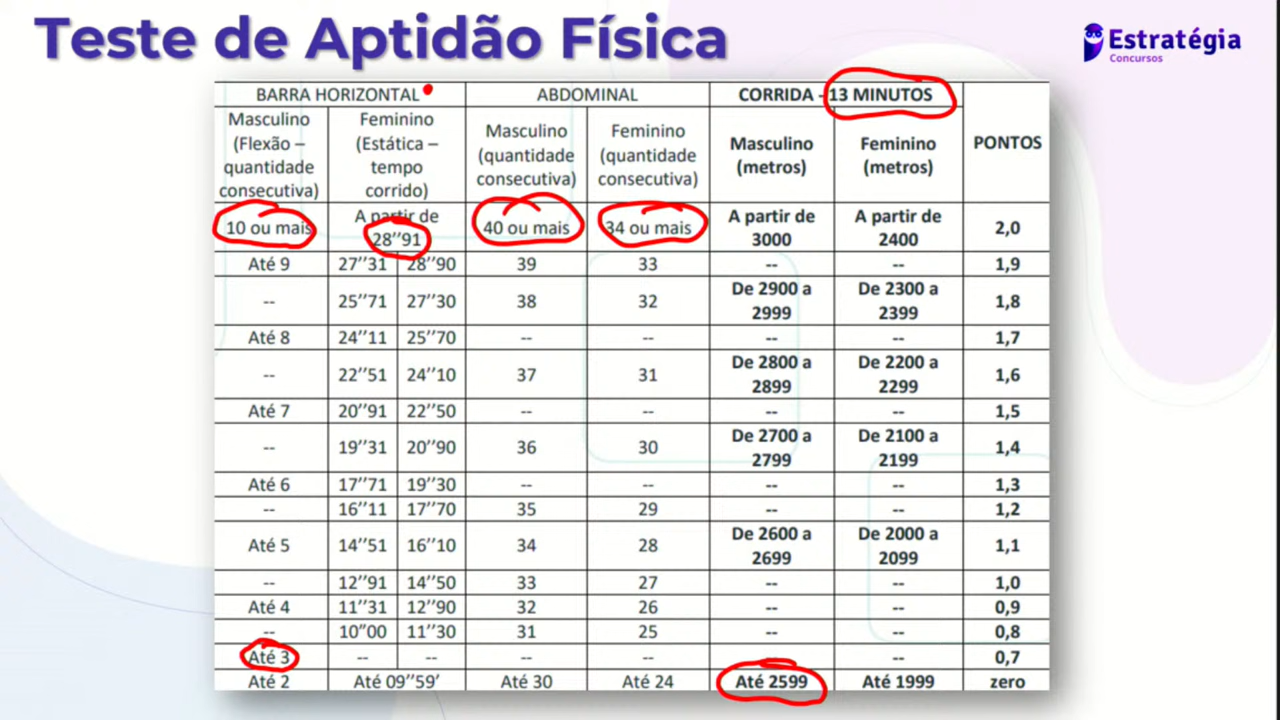 Teste de Aptidão Física
Estratégia
Concursos
BARRA HORIZONTAL ABDOMINAL CORRIDA - 13 MINUTOS PONTOS
Masculino (Flexão – quantidade consecutiva) Feminino (Estática – tempo corrido) Masculino (quantidade consecutiva) Feminino (quantidade consecutiva) Masculino (metros) Feminino (metros)
10 ou mais A partir de 28’’91 40 ou mais 34 ou mais A partir de 3000 A partir de 2400 2,0
Até 9 27’’31 28’’90 39 33 -- -- 1,9
-- 25’’71 27’’30 38 32 De 2900 a 2999 De 2300 a 2399 1,8
Até 8 24’’11 25’’70 -- -- -- -- 1,7
-- 22’’51 24’’10 37 31 De 2800 a 2899 De 2200 a 2299 1,6
Até 7 20’’91 22’’50 -- -- -- -- 1,5
-- 19’’31 20’’90 36 30 De 2700 a 2799 De 2100 a 2199 1,4
Até 6 17’’71 19’’30 -- -- -- -- 1,3
-- 16’’11 17’’70 35 29 -- -- 1,2
Até 5 14’’51 16’’10 34 28 De 2600 a 2699 De 2000 a 2099 1,1
-- 12’’91 14’’50 33 27 -- -- 1,0
Até 4 11’’31 12’’90 32 26 -- -- 0,9
-- 10”00 11’’30 31 25 -- -- 0,8
Até 3 -- -- -- -- -- -- 0,7
Até 2 Até 09’’59’ Até 30 Até 24 Até 2599 Até 1999 zero